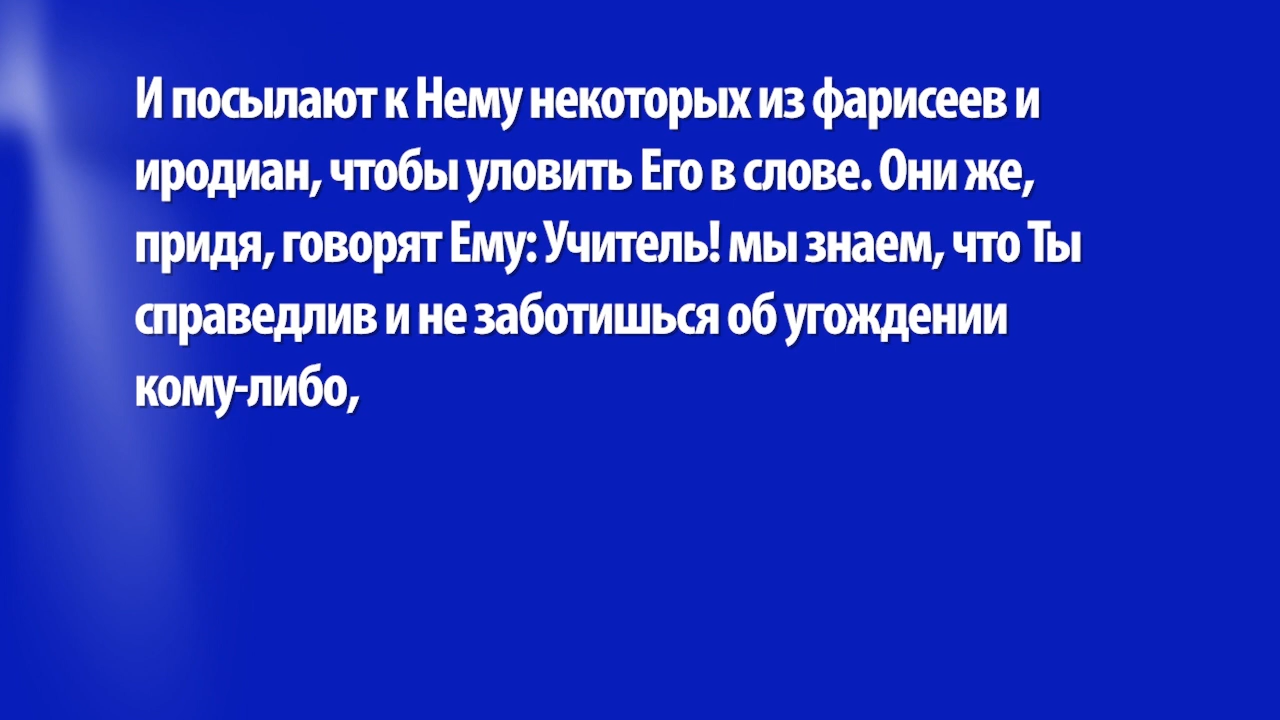 И посылают к Нему некоторых из фарисеев и
иродиан, чтобы уловить Его в слове. Они же,
придя, говорят Ему: Учитель! мы знаем, что Ты
справедлив и не заботишься об угождении
кому-либо,